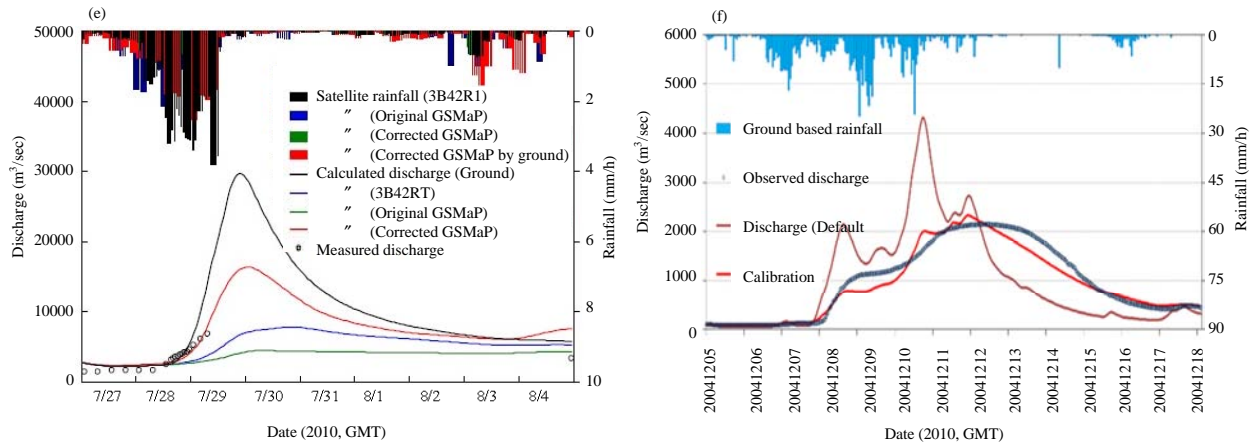 (e)
50000
40000
30000
20000
10000
0
Discharge (m³/sec)
0
2
4
6
8
10
Rainfall (mm/h)
Satellite rainfall (3B42R1)
″ (Original GSMaP)
″ (Corrected GSMaP)
″ (Corrected GSMaP by ground)
Calculated discharge (Ground)
″ (3B42RT)
″ (Original GSMaP)
″ (Corrected GSMaP)
Measured discharge
7/27 7/28 7/29 7/30 7/31 8/1 8/2 8/3 8/4
Date (2010, GMT)
(f)
6000
5000
4000
3000
2000
1000
0
Discharge (m³/sec)
0
15
30
45
60
75
90
Rainfall (mm/h)
Ground based rainfall
Observed discharge
Discharge (Default
Calibration
20041205
20041206
20041207
20041208
20041209
20041210
20041211
20041212
20041213
20041214
20041215
20041216
20041217
20041218
Date (2010, GMT)